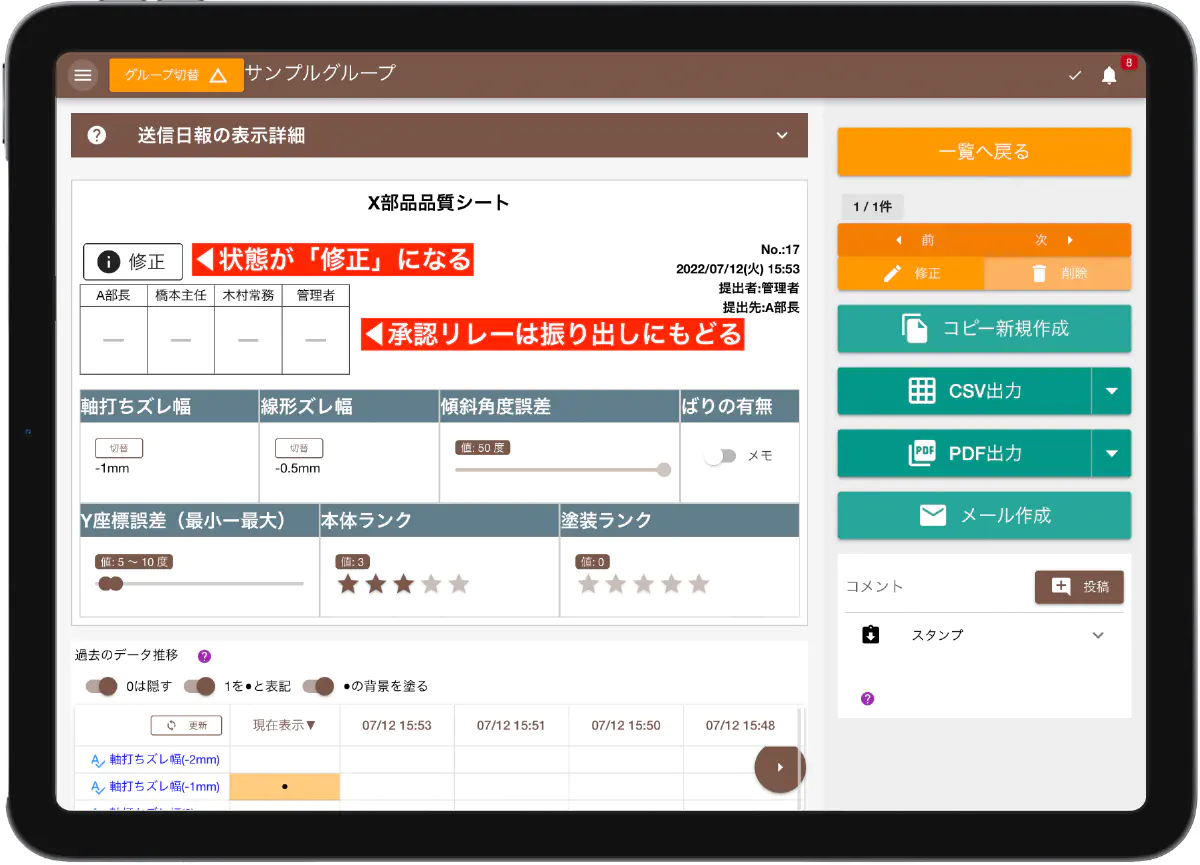 グループ切替
サンプルグループ
8
送信日報の表示詳細
X部品品質シート
修正
◀状態が「修正」になる
No.:17
2022/07/12(火) 15:53
提出者:管理者
提出先:A部長
A部長 橋本主任 木村常務 管理者
— — — —
◀承認リレーは振り出しにもどる
軸打ちズレ幅 線形ズレ幅 傾斜角度誤差 ばりの有無
切替 切替 値: 50 度 メモ
-1mm -0.5mm
Y座標誤差（最小ー最大） 本体ランク 塗装ランク
値: 5 ～ 10 度 値: 3 値: 0
過去のデータ推移
0は隠す 1を●と表記 ●の背景を塗る
更新 現在表示▼ 07/12 15:53 07/12 15:51 07/12 15:50 07/12 15:48
軸打ちズレ幅(-2mm)
軸打ちズレ幅(-1mm) ●
一覧へ戻る
1 / 1件
前 次
修正 削除
コピー新規作成
CSV出力
PDF PDF出力
メール作成
コメント 投稿
スタンプ